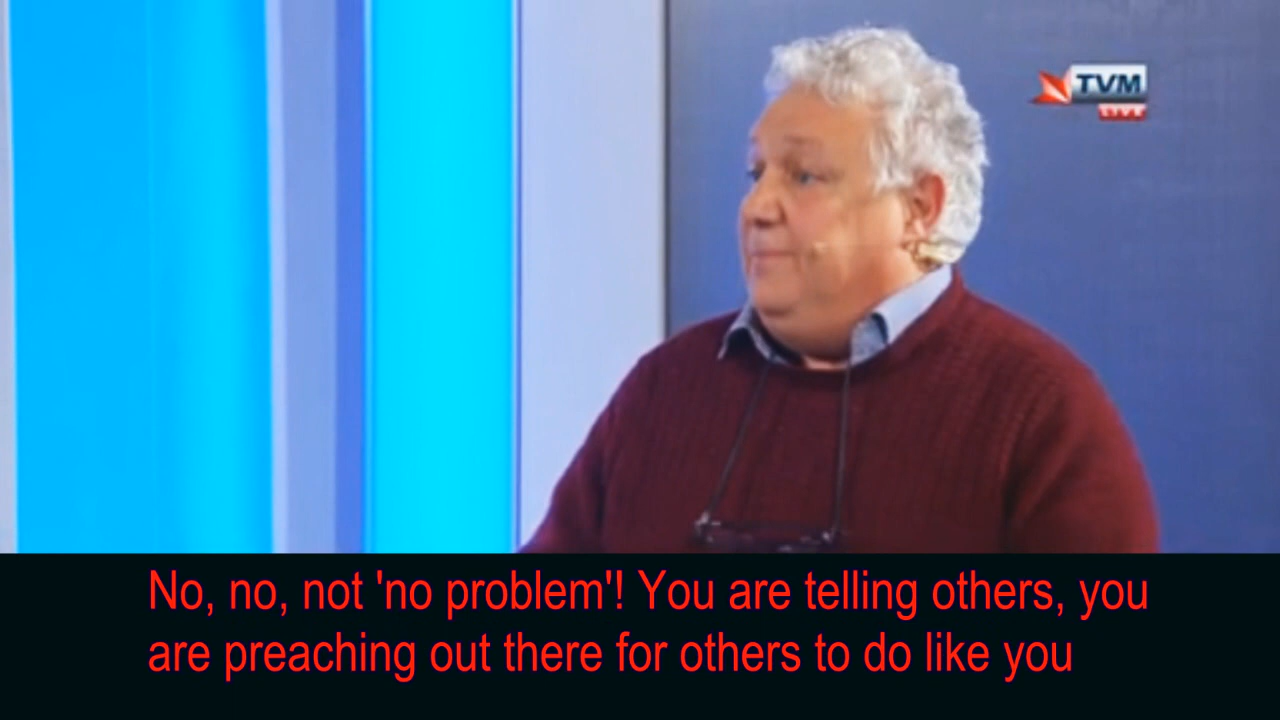 TVM
LIVE
No, no, not 'no problem'! You are telling others, you
are preaching out there for others to do like you